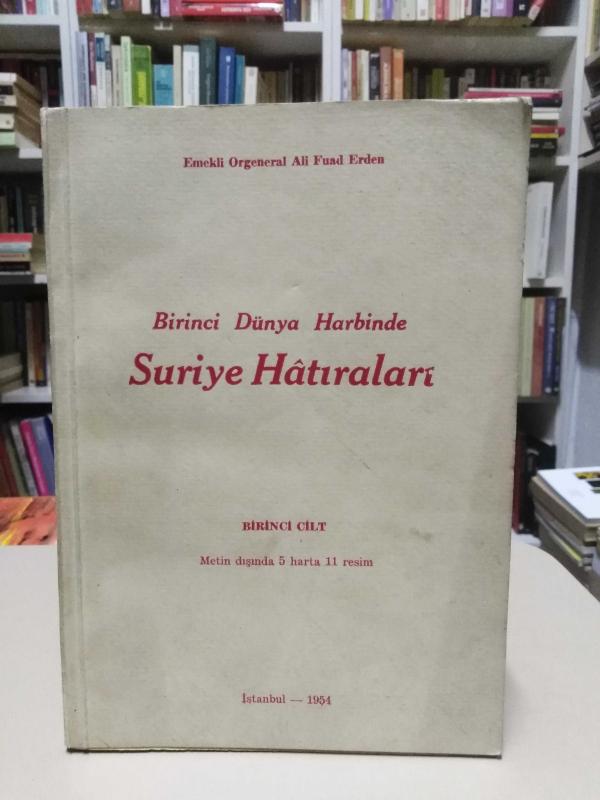 Emekli Orgeneral Ali Fuad Erden
Birinci Dünya Harbinde
Suriye Hâtıraları
BİRİNCİ CİLT
Metin dışında 5 harta 11 resim
İstanbul — 1954